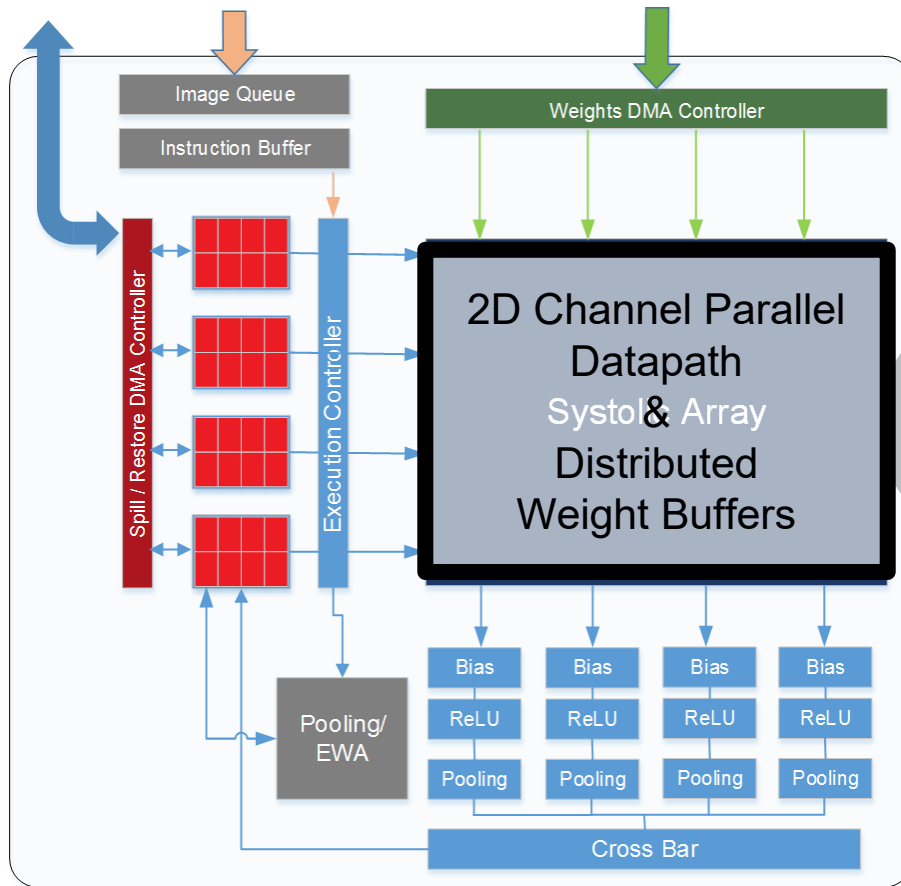 Image Queue
Weights DMA Controller
Instruction Buffer
Spill / Restore DMA Controller
Execution Controller
2D Channel Parallel
Datapath
Systolic Array
&
Distributed
Weight Buffers
Bias
Bias
Bias
Bias
ReLU
ReLU
ReLU
ReLU
Pooling/
EWA
Pooling
Pooling
Pooling
Pooling
Cross Bar